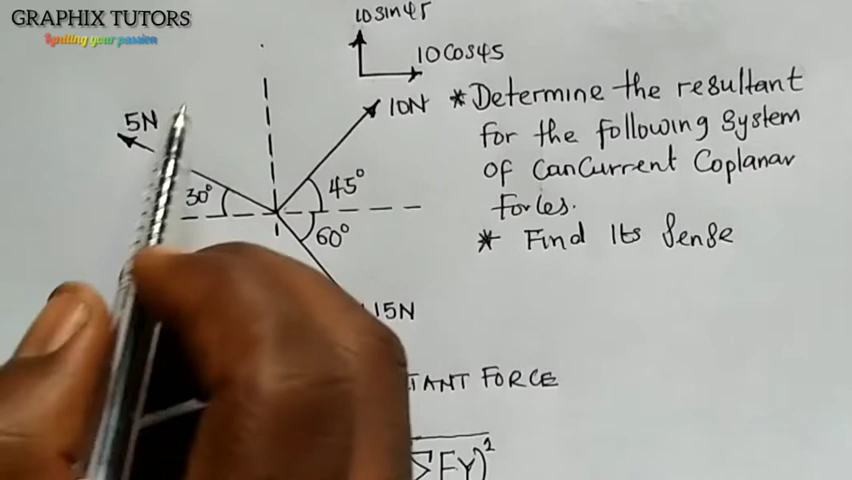 GRAPHIX TUTORS
Igniting your passion
10sin45
10Cos45
5N
10N
30°
45°
60°
15N
*Determine the resultant
for the following System
of Concurrent Coplanar
forces.
* Find Its Sense
TANT FORCE
ΣFy)²